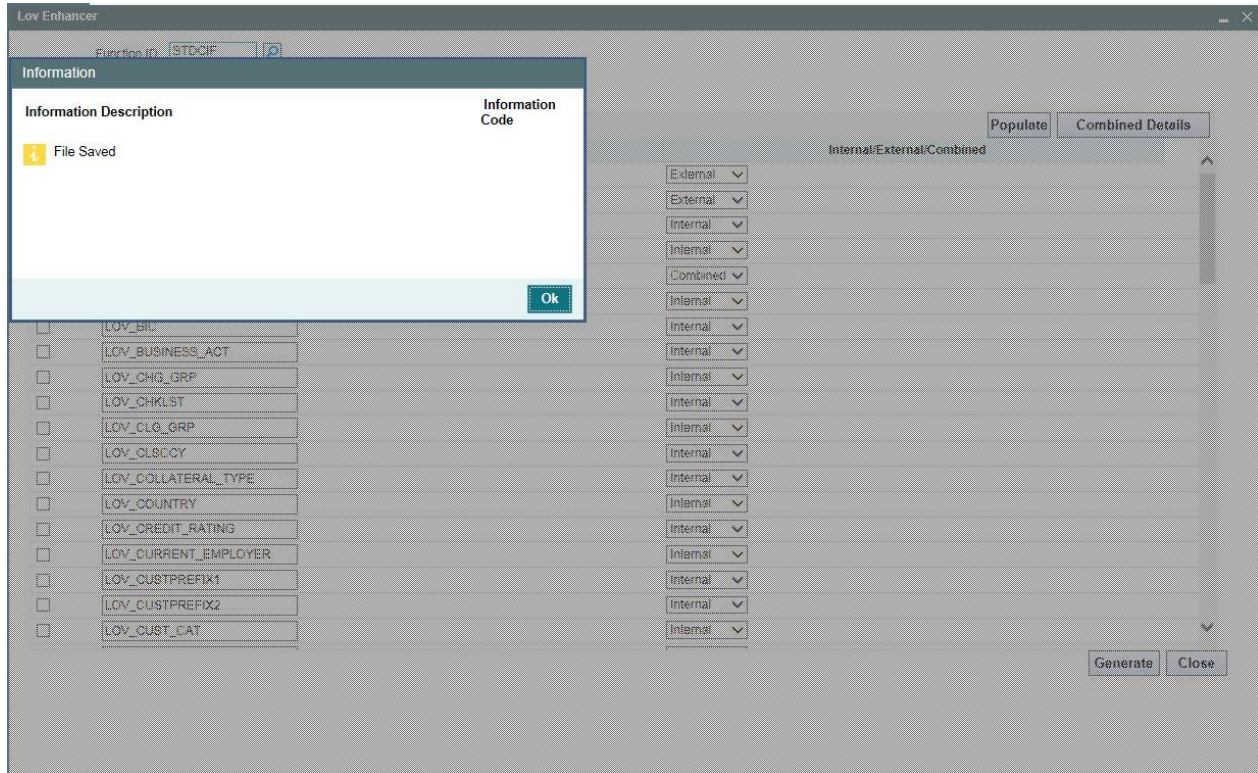 Lov Enhancer
Function ID STDCIF
Information
Information Description Information
Code
File Saved
Ok
Populate Combined Details
Internal/External/Combined
External
External
Internal
Internal
Combined
Internal
LOV_BIC Internal
LOV_BUSINESS_ACT Internal
LOV_CHG_GRP Internal
LOV_CHKLST Internal
LOV_CLG_GRP Internal
LOV_CLSCCY Internal
LOV_COLLATERAL_TYPE Internal
LOV_COUNTRY Internal
LOV_CREDIT_RATING Internal
LOV_CURRENT_EMPLOYER Internal
LOV_CUSTPREFIX1 Internal
LOV_CUSTPREFIX2 Internal
LOV_CUST_CAT Internal
Generate Close